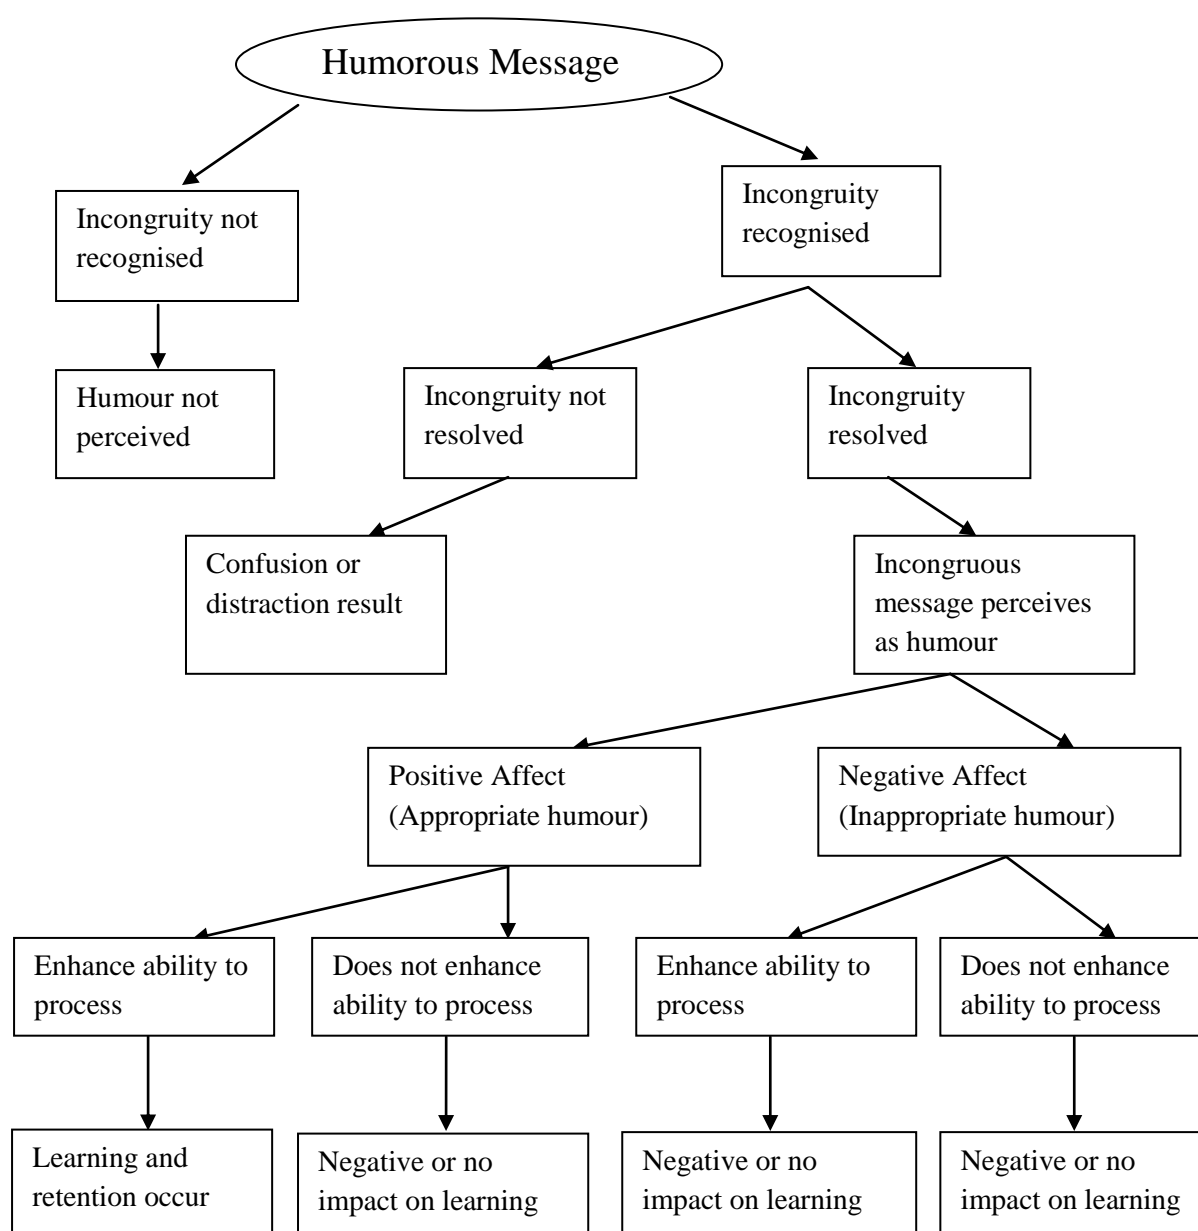 Humorous Message
Incongruity not
recognised
Incongruity
recognised
Humour not
perceived
Incongruity not
resolved
Incongruity
resolved
Confusion or
distraction result
Incongruous
message perceives
as humour
Positive Affect
(Appropriate humour)
Negative Affect
(Inappropriate humour)
Enhance ability to
process
Does not enhance
ability to process
Enhance ability to
process
Does not enhance
ability to process
Learning and
retention occur
Negative or no
impact on learning
Negative or no
impact on learning
Negative or no
impact on learning